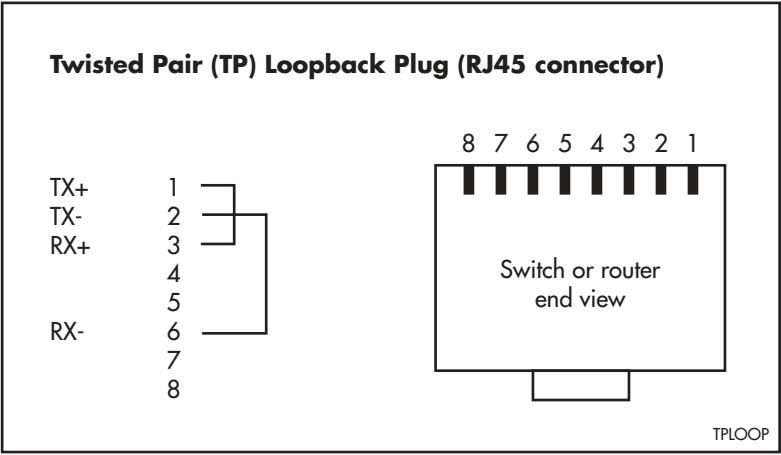 Twisted Pair (TP) Loopback Plug (RJ45 connector)
TX+ 1
TX- 2
RX+ 3
4
5
RX- 6
7
8
8 7 6 5 4 3 2 1
Switch or router
end view
TPLOOP